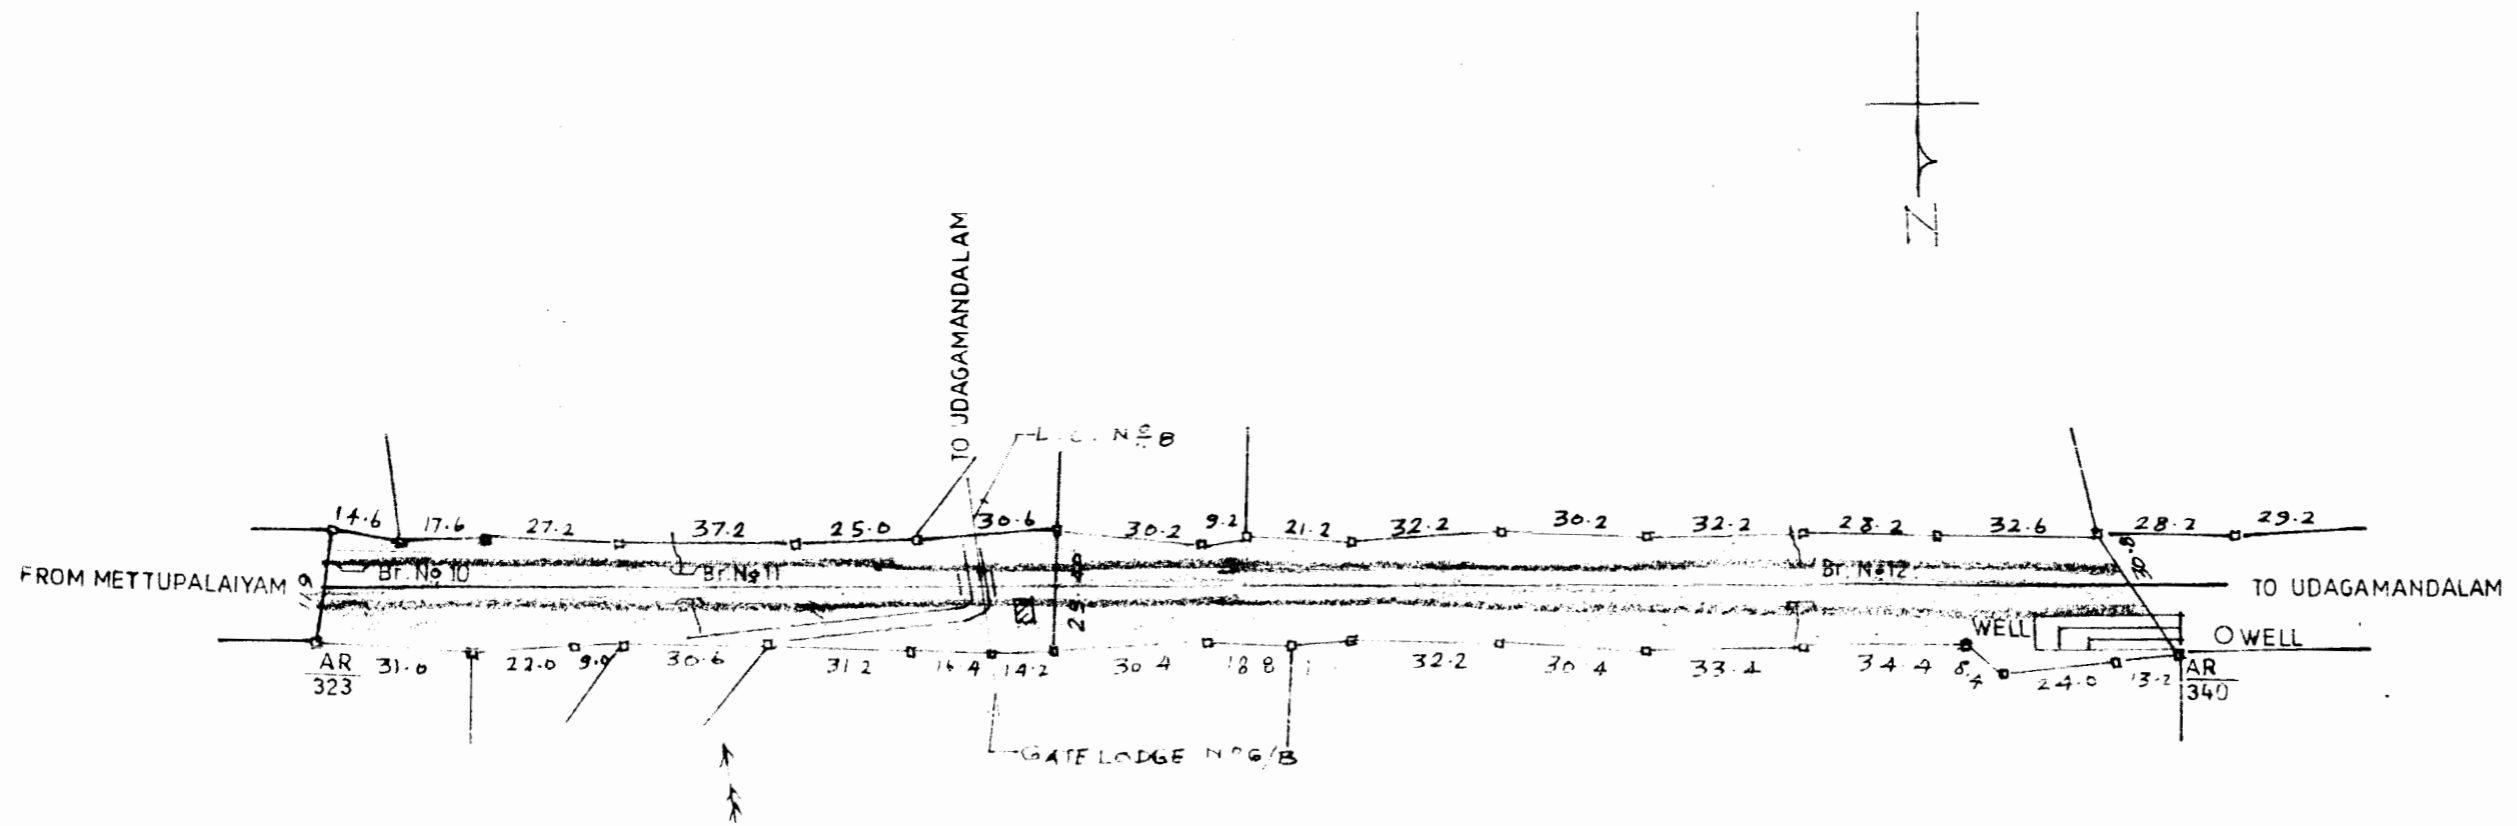 N
TO UDAGAMANDALAM
L.C. Nº 8
14.6 17.6 27.2 37.2 25.0 30.6 30.2 9.2 21.2 32.2 30.2 32.2 28.2 32.6 28.2 29.2
FROM METTUPALAIYAM
Br. No 10
Br. No 11
Br. No 12
TO UDAGAMANDALAM
WELL
WELL
AR
323
31.0 22.0 9.9 30.6 31.2 16.4 14.2 30.4 18.8 32.2 30.4 33.4 34.4 8.4 24.0 13.2
AR
340
GATE LODGE Nº 6/B